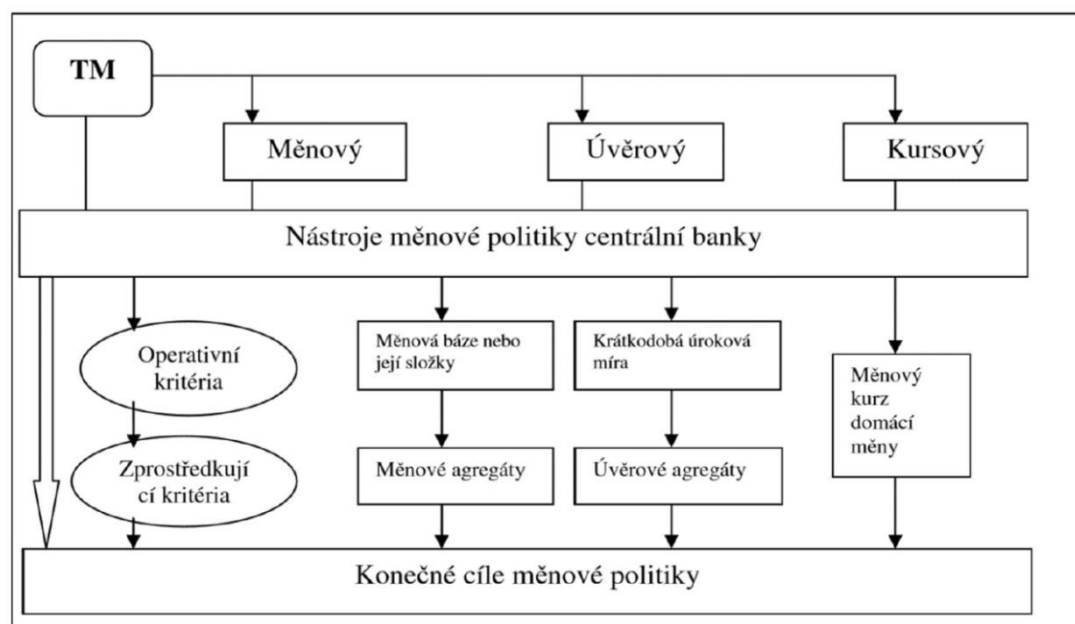 TM
Měnový
Úvěrový
Kursový
Nástroje měnové politiky centrální banky
Operativní
kritéria
Měnová báze nebo
její složky
Krátkodobá úroková
míra
Měnový
kurz
domácí
měny
Zprostředkují
cí kritéria
Měnové agregáty
Úvěrové agregáty
Konečné cíle měnové politiky